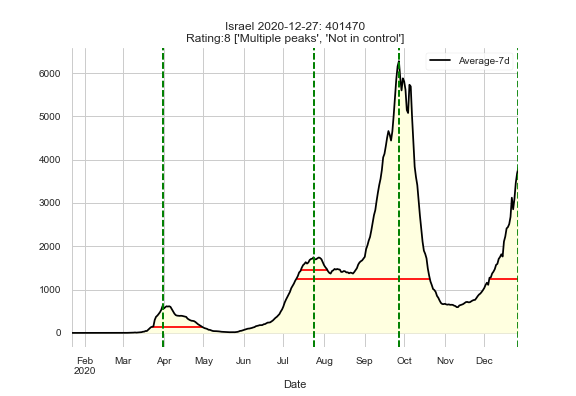 Israel 2020-12-27: 401470
Rating:8 ['Multiple peaks', 'Not in control']
Average-7d
6000
5000
4000
3000
2000
1000
0
Feb Mar Apr May Jun Jul Aug Sep Oct Nov Dec
2020
Date